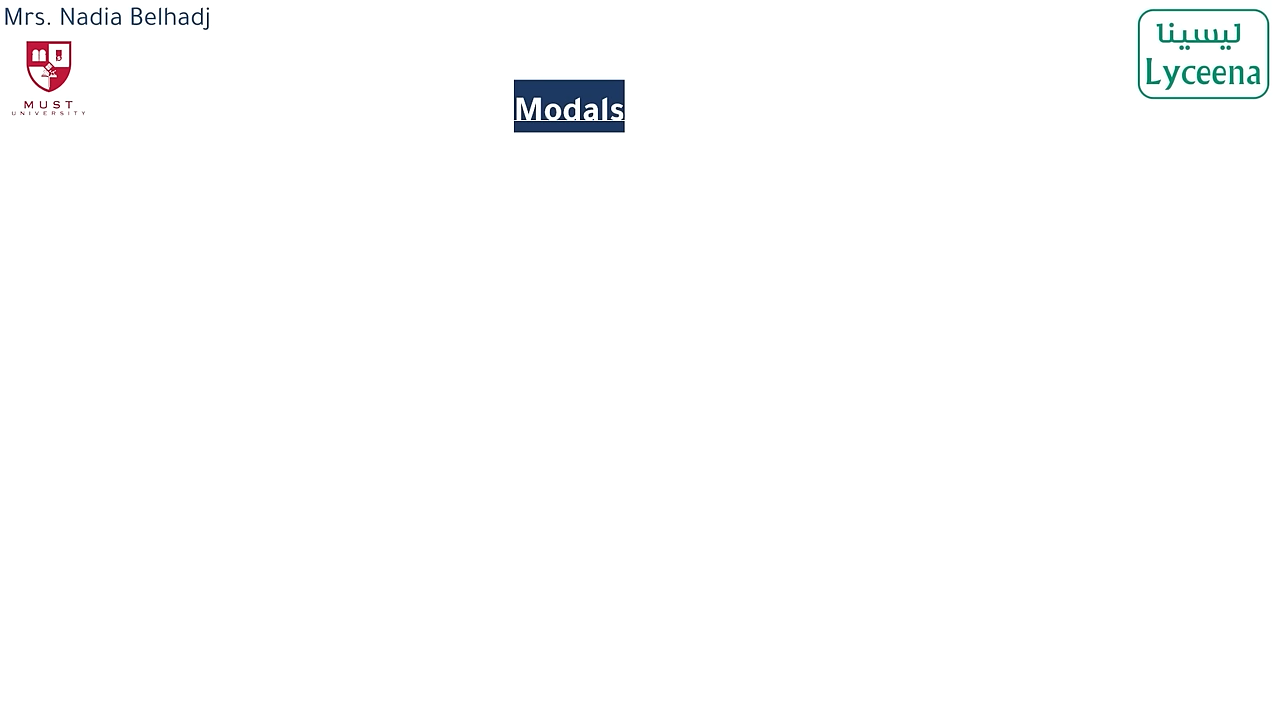 Mrs. Nadia Belhadj
ليسينا
Lyceena
MUST
UNIVERSITY
Modals